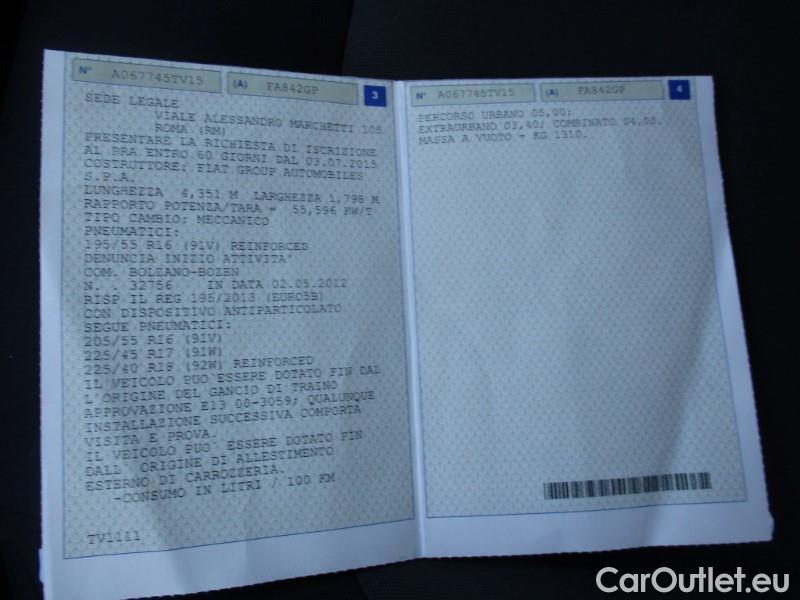 N° A067745TV15 (A) FA842GP 3
SEDE LEGALE
VIALE ALESSANDRO MARCHETTI 105
ROMA (RM)
PRESENTARE LA RICHIESTA DI ISCRIZIONE
AL PRA ENTRO 60 GIORNI DAL 03.07.2015
COSTRUTTORE: FIAT GROUP AUTOMOBILES
S.P.A.
LUNGHEZZA 4,351 M LARGHEZZA 1,798 M
RAPPORTO POTENZA/TARA = 55,596 KW/T
TIPO CAMBIO: MECCANICO
PNEUMATICI:
195/55 R16 (91V) REINFORCED
DENUNCIA INIZIO ATTIVITA'
COM. BOLZANO-BOZEN
N. . 32756 IN DATA 02.05.2012
RISP IL REG 195/2013 (EURO5B)
CON DISPOSITIVO ANTIPARTICOLATO
SEGUE PNEUMATICI:
205/55 R16 (91V)
225/45 R17 (91W)
225/40 R18 (92W) REINFORCED
IL VEICOLO PUO' ESSERE DOTATO FIN DAL
L'ORIGINE DEL GANCIO DI TRAINO
APPROVAZIONE E13 00-3059; QUALUNQUE
INSTALLAZIONE SUCCESSIVA COMPORTA
VISITA E PROVA.
IL VEICOLO PUO' ESSERE DOTATO FIN
DALL' ORIGINE DI ALLESTIMENTO
ESTERNO DI CARROZZERIA.
-CONSUMO IN LITRI / 100 KM
TV1111
N° A067745TV15 (A) FA842GP 4
PERCORSO URBANO 05,00;
EXTRAURBANO 03,40; COMBINATO 04,00.
MASSA A VUOTO = KG 1310.
CarOutlet.eu